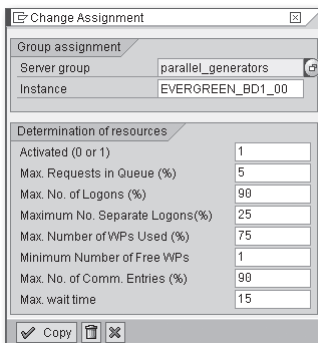 Change Assignment
Group assignment
Server group parallel_generators
Instance EVERGREEN_BD1_00
Determination of resources
Activated (0 or 1) 1
Max. Requests in Queue (%) 5
Max. No. of Logons (%) 90
Maximum No. Separate Logons(%) 25
Max. Number of WPs Used (%) 75
Minimum Number of Free WPs 1
Max. No. of Comm. Entries (%) 90
Max. wait time 15
Copy